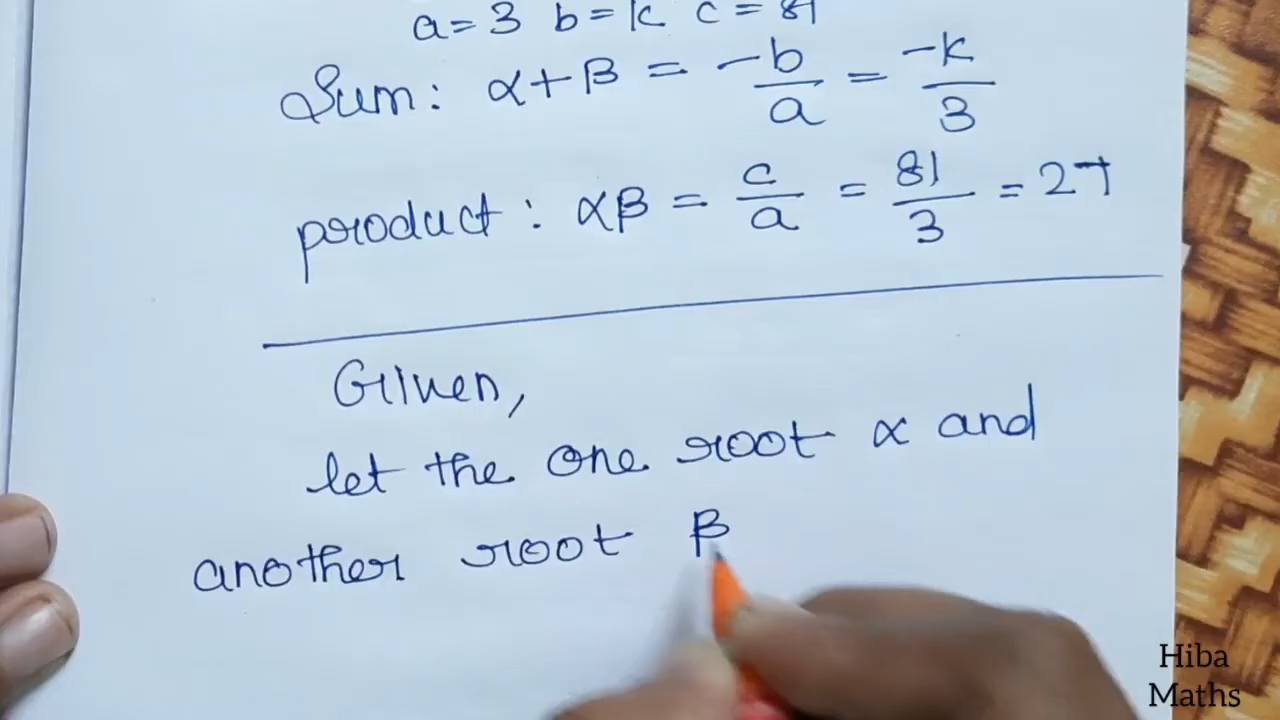 a = 3 b = k c = 81
Sum: α + β = -b/a = -k/3
product : αβ = c/a = 81/3 = 27
Given,
let the one root α and
another root β
Hiba
Maths